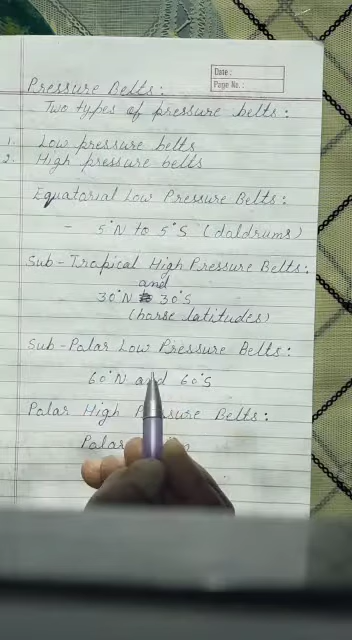 Date :
Page No. :
Pressure Belts:
Two types of pressure belts:
1. Low pressure belts
2. High pressure belts
Equatorial Low Pressure Belts:
- 5°N to 5°S (doldrums)
Sub-Tropical High Pressure Belts:
and
30°N 30°S
(horse latitudes)
Sub-Polar Low Pressure Belts:
60°N and 60°S
Polar High Belts: